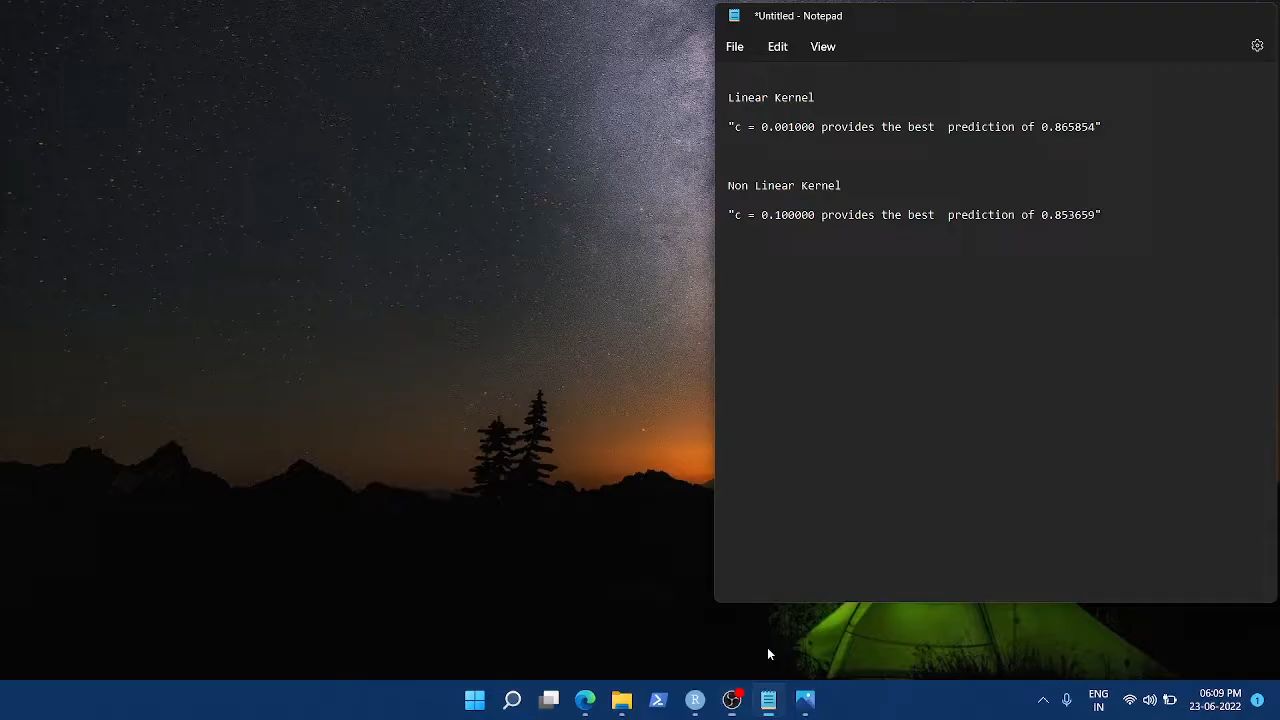 *Untitled - Notepad
File Edit View
Linear Kernel
"c = 0.001000 provides the best  prediction of 0.865854"
Non Linear Kernel
"c = 0.100000 provides the best  prediction of 0.853659"
R
ENG
IN
06:09 PM
23-06-2022
1